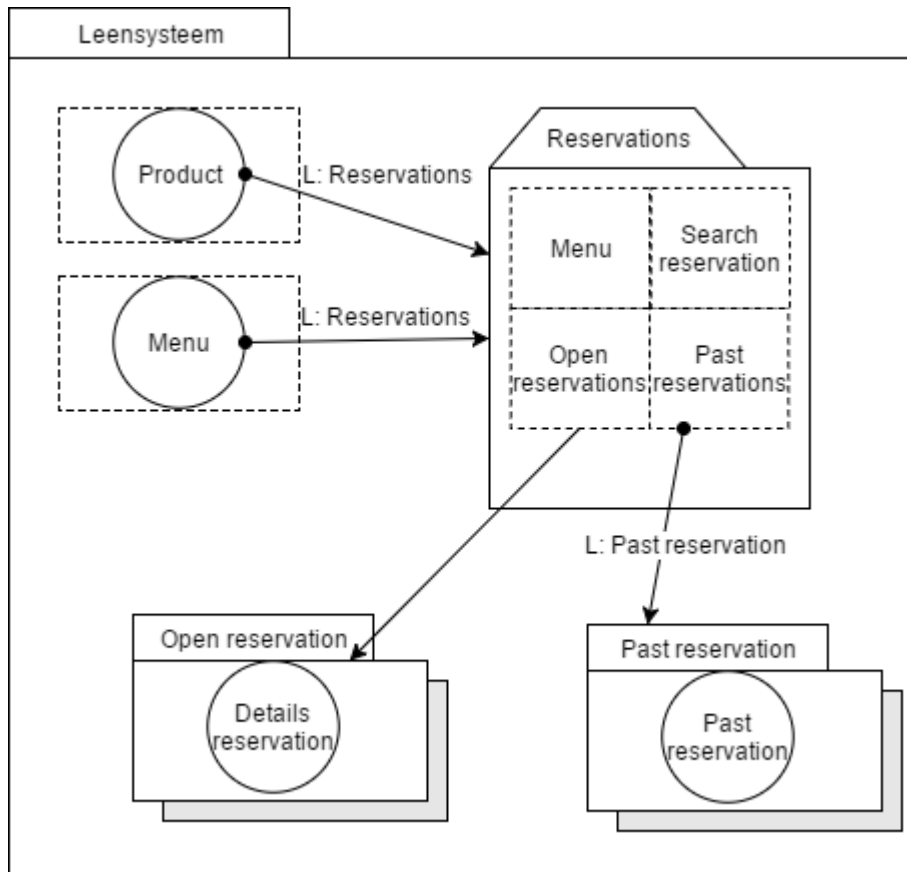 Leensysteem
Product
L: Reservations
Reservations
Menu
Search
reservation
Menu
L: Reservations
Open
reservations
Past
reservations
L: Past reservation
Open reservation
Details
reservation
Past reservation
Past
reservation